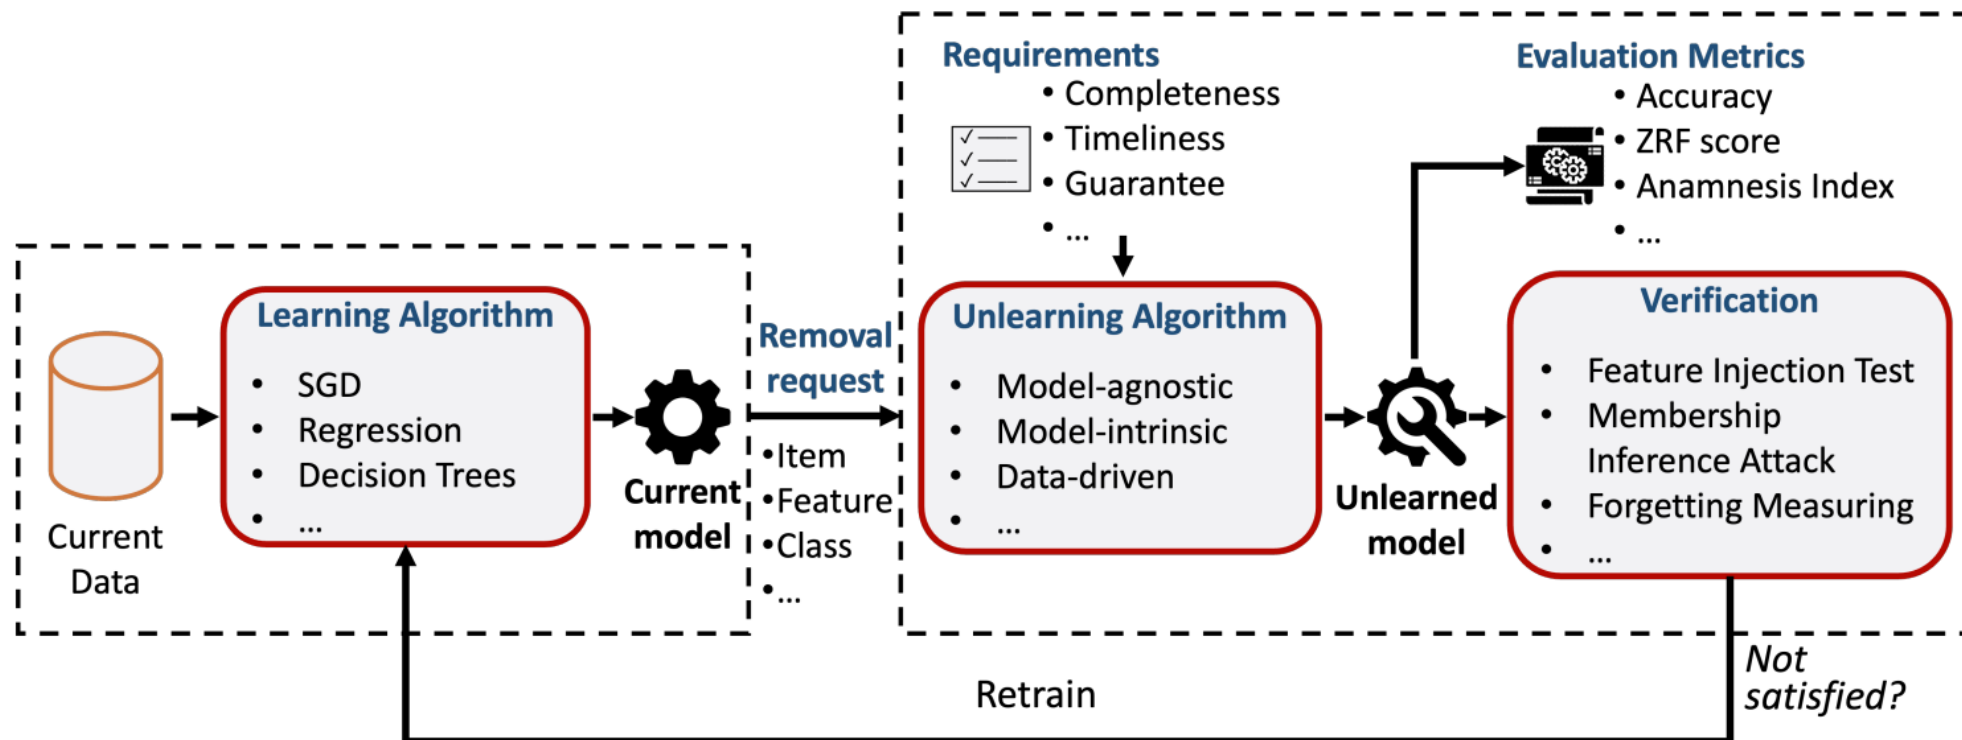 Requirements
• Completeness
• Timeliness
• Guarantee
• ...
Evaluation Metrics
• Accuracy
• ZRF score
• Anamnesis Index
• ...
Current
Data
Learning Algorithm
• SGD
• Regression
• Decision Trees
• ...
Current
model
Removal
request
•Item
•Feature
•Class
•...
Unlearning Algorithm
• Model-agnostic
• Model-intrinsic
• Data-driven
• ...
Unlearned
model
Verification
• Feature Injection Test
• Membership
Inference Attack
• Forgetting Measuring
• ...
Not
satisfied?
Retrain